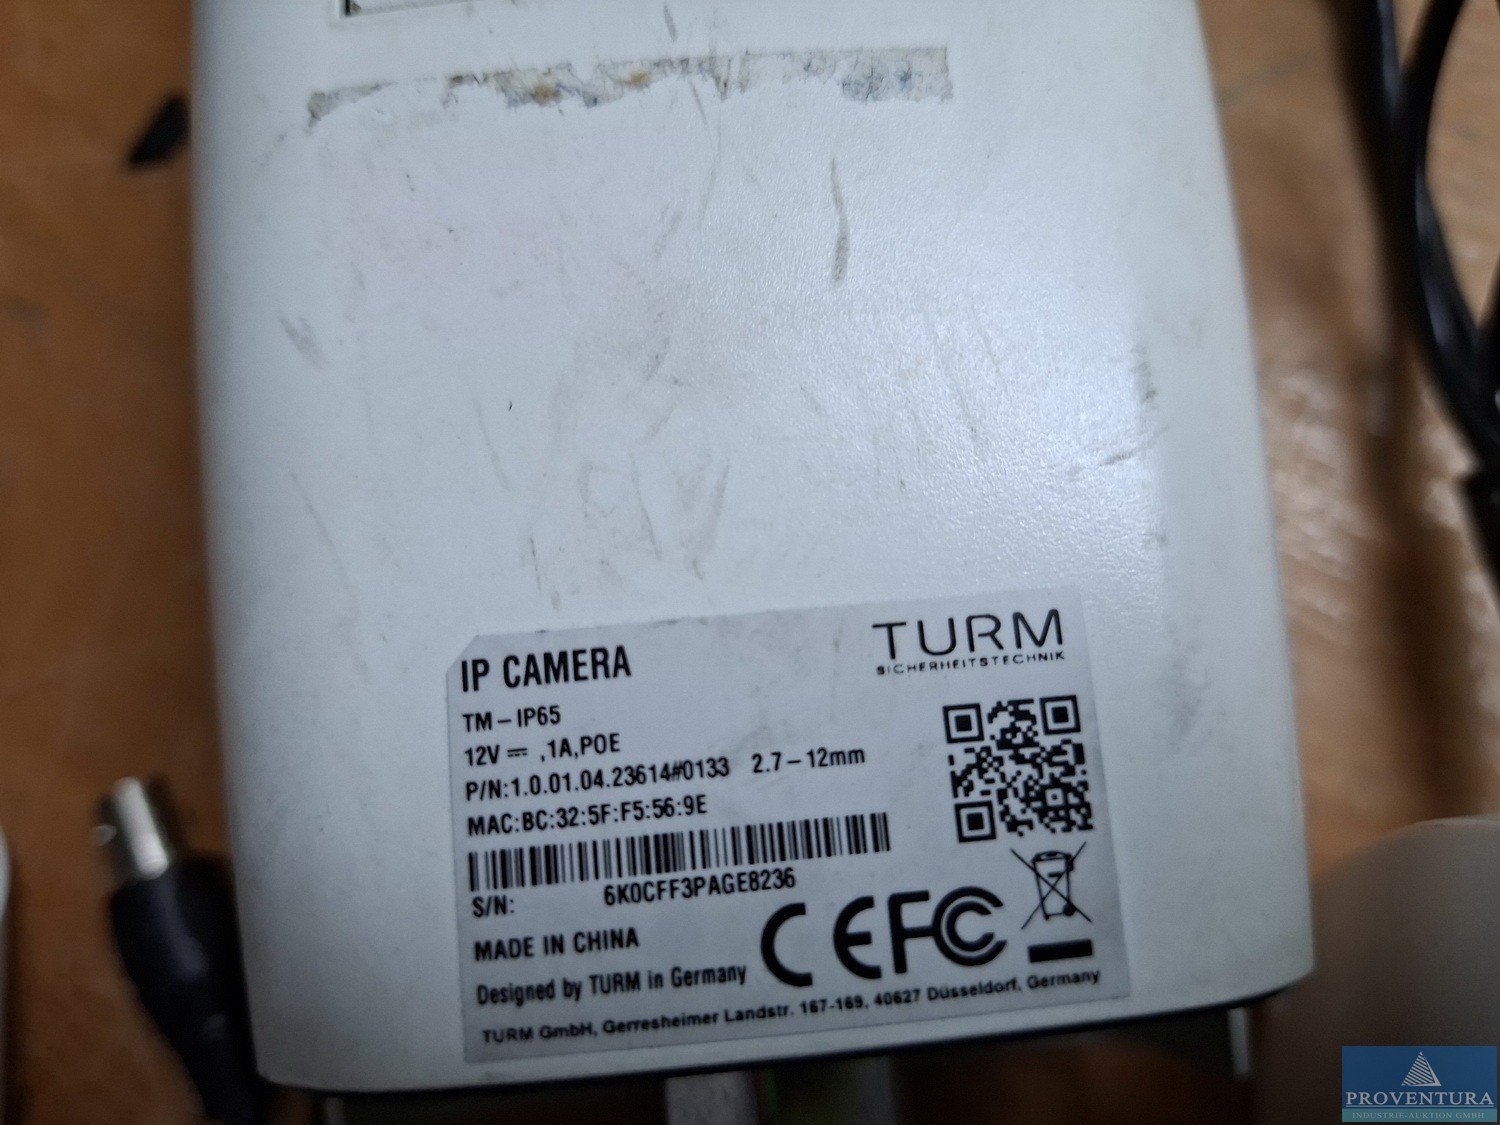 IP CAMERA
TURM
SICHERHEITSTECHNIK
TM-IP65
12V ⎓ ,1A,POE
P/N:1.0.01.04.23614#0133 2.7-12mm
MAC:BC:32:5F:F5:56:9E
S/N: 6K0CFF3PAGE8236
MADE IN CHINA
CE FC
Designed by TURM in Germany
TURM GmbH, Gerresheimer Landstr. 167-169, 40627 Düsseldorf, Germany
PROVENTURA
INDUSTRIE-AUKTION GMBH